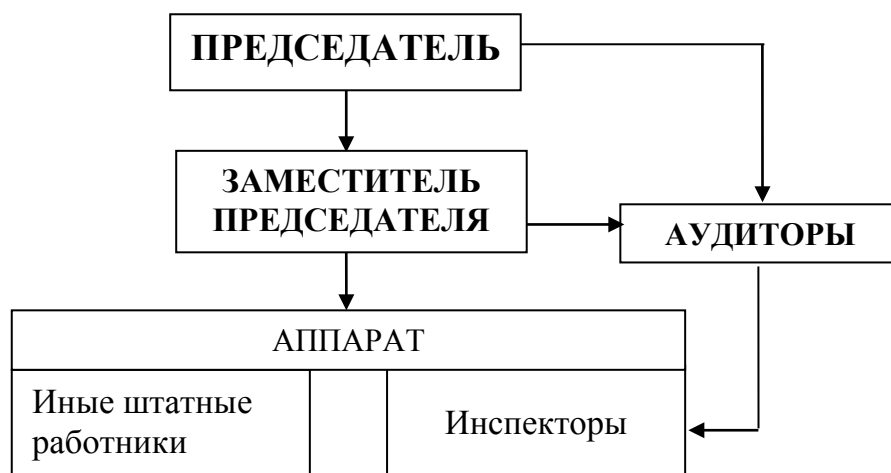 ПРЕДСЕДАТЕЛЬ
ЗАМЕСТИТЕЛЬ
ПРЕДСЕДАТЕЛЯ
АУДИТОРЫ
АППАРАТ
Иные штатные
работники
Инспекторы